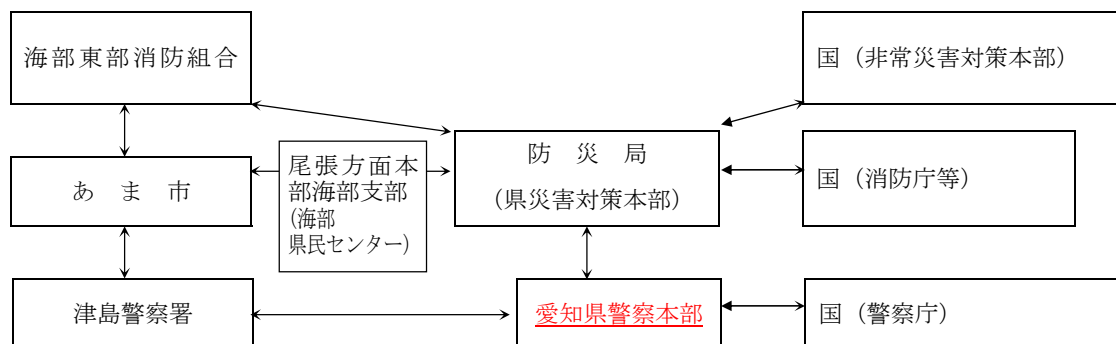 海部東部消防組合
国（非常災害対策本部）
防災局
（県災害対策本部）
尾張方面本
部海部支部
（海部
県民センター）
あま市
国（消防庁等）
津島警察署
愛知県警察本部
国（警察庁）